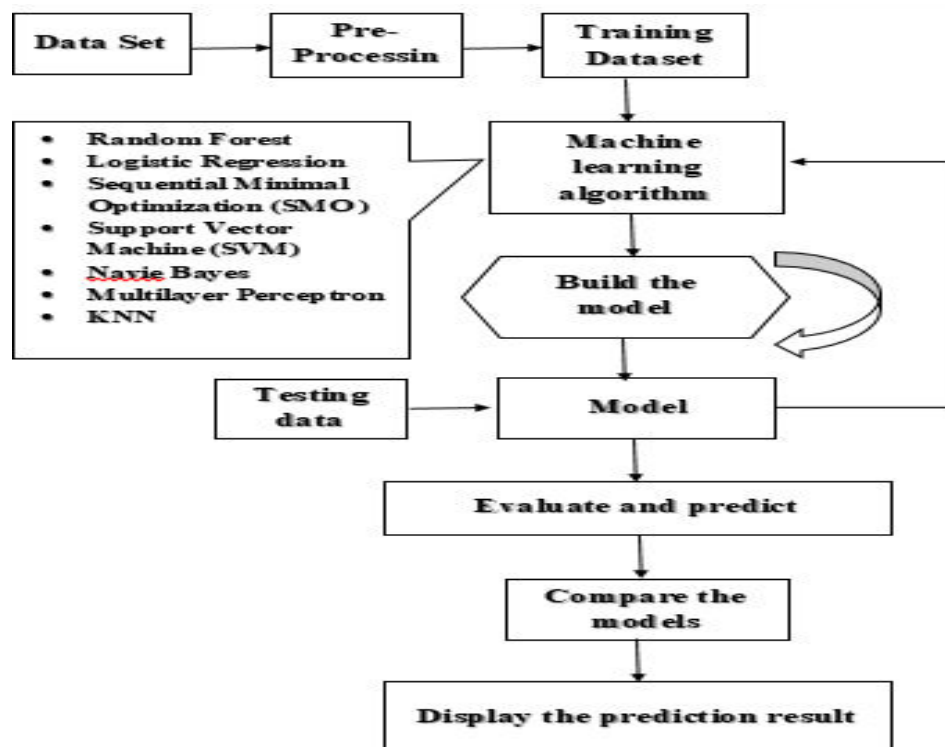 Data Set
Pre-
Processin
Training
Dataset
• Random Forest
• Logistic Regression
• Sequential Minimal
Optimization (SMO)
• Support Vector
Machine (SVM)
• Navie Bayes
• Multilayer Perceptron
• KNN
Machine
learning
algorithm
Build the
model
Testing
data
Model
Evaluate and predict
Compare the
models
Display the prediction result